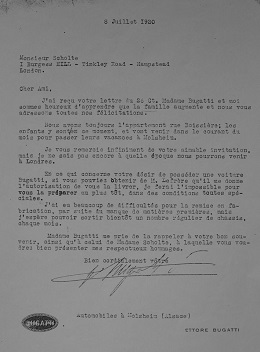 2 Juillet 1920
Monsieur Scholte
1 Burgess HILL - Finkley Road - Hampstead
Londres.
Cher Ami,
J'ai reçu votre lettre du 25 Ct. Madame Bugatti et moi
sommes heureux d'apprendre que la famille augmente et nous vous
adressons toutes nos félicitations.
Nous avons toujours l'appartement rue Boissière; les
enfants y sont en ce moment, et vont venir dans le courant du
mois pour passer leurs vacances à Molsheim.
Je vous remercie infiniment de votre aimable invitation,
mais je ne sais pas encore à quelle époque nous pourrons venir
à Londres.
En ce qui concerne votre désir de posséder une voiture
Bugatti, si vous pouviez obtenir de M. qu'il me donne
l'autorisation de vous la livrer, je ferai l'impossible pour
vous la préparer au plus tôt, dans des conditions toutes spé-
ciales.
J'ai eu beaucoup de difficultés pour la remise en fa-
brication, par suite du manque de matières premières, mais
j'espère pouvoir sortir bientôt un nombre régulier de chassis,
chaque mois.
Madame Bugatti me prie de la rappeler à votre bon sou-
venir, ainsi qu'à celui de Madame Scholte, à laquelle vous vou-
drez bien présenter mes respectueux hommages.
Bien cordialement vôtre
BUGATTI
Automobiles à Molsheim (Alsace)
ETTORE BUGATTI